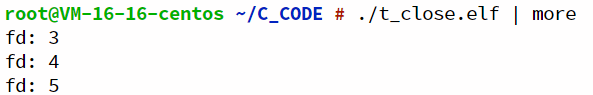 root@VM-16-16-centos ~/C_CODE # ./t_close.elf | more
fd: 3
fd: 4
fd: 5